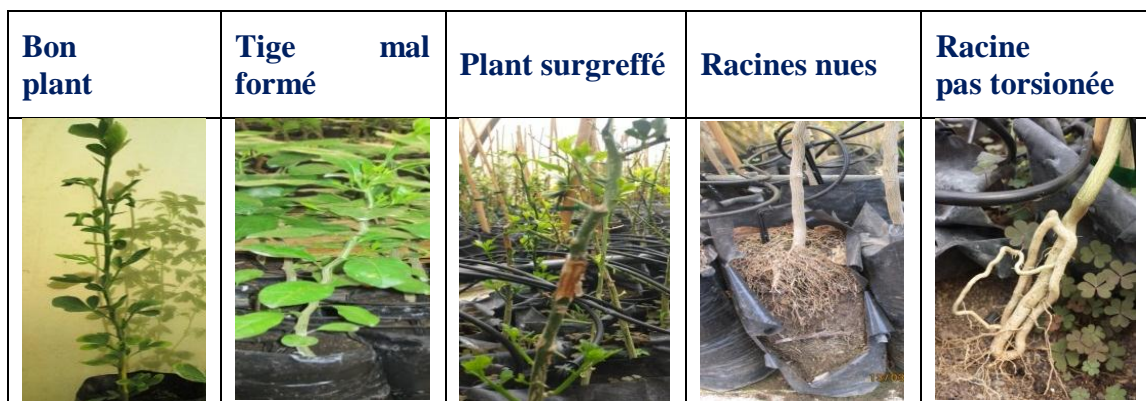 Bon
plant
Tige mal
formé
Plant surgreffé
Racines nues
Racine
pas torsionée